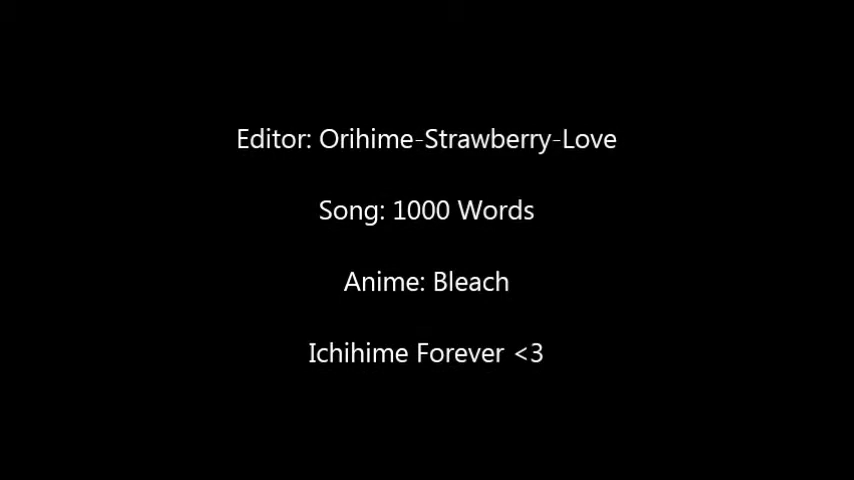 Editor: Orihime-Strawberry-Love
Song: 1000 Words
Anime: Bleach
Ichihime Forever <3